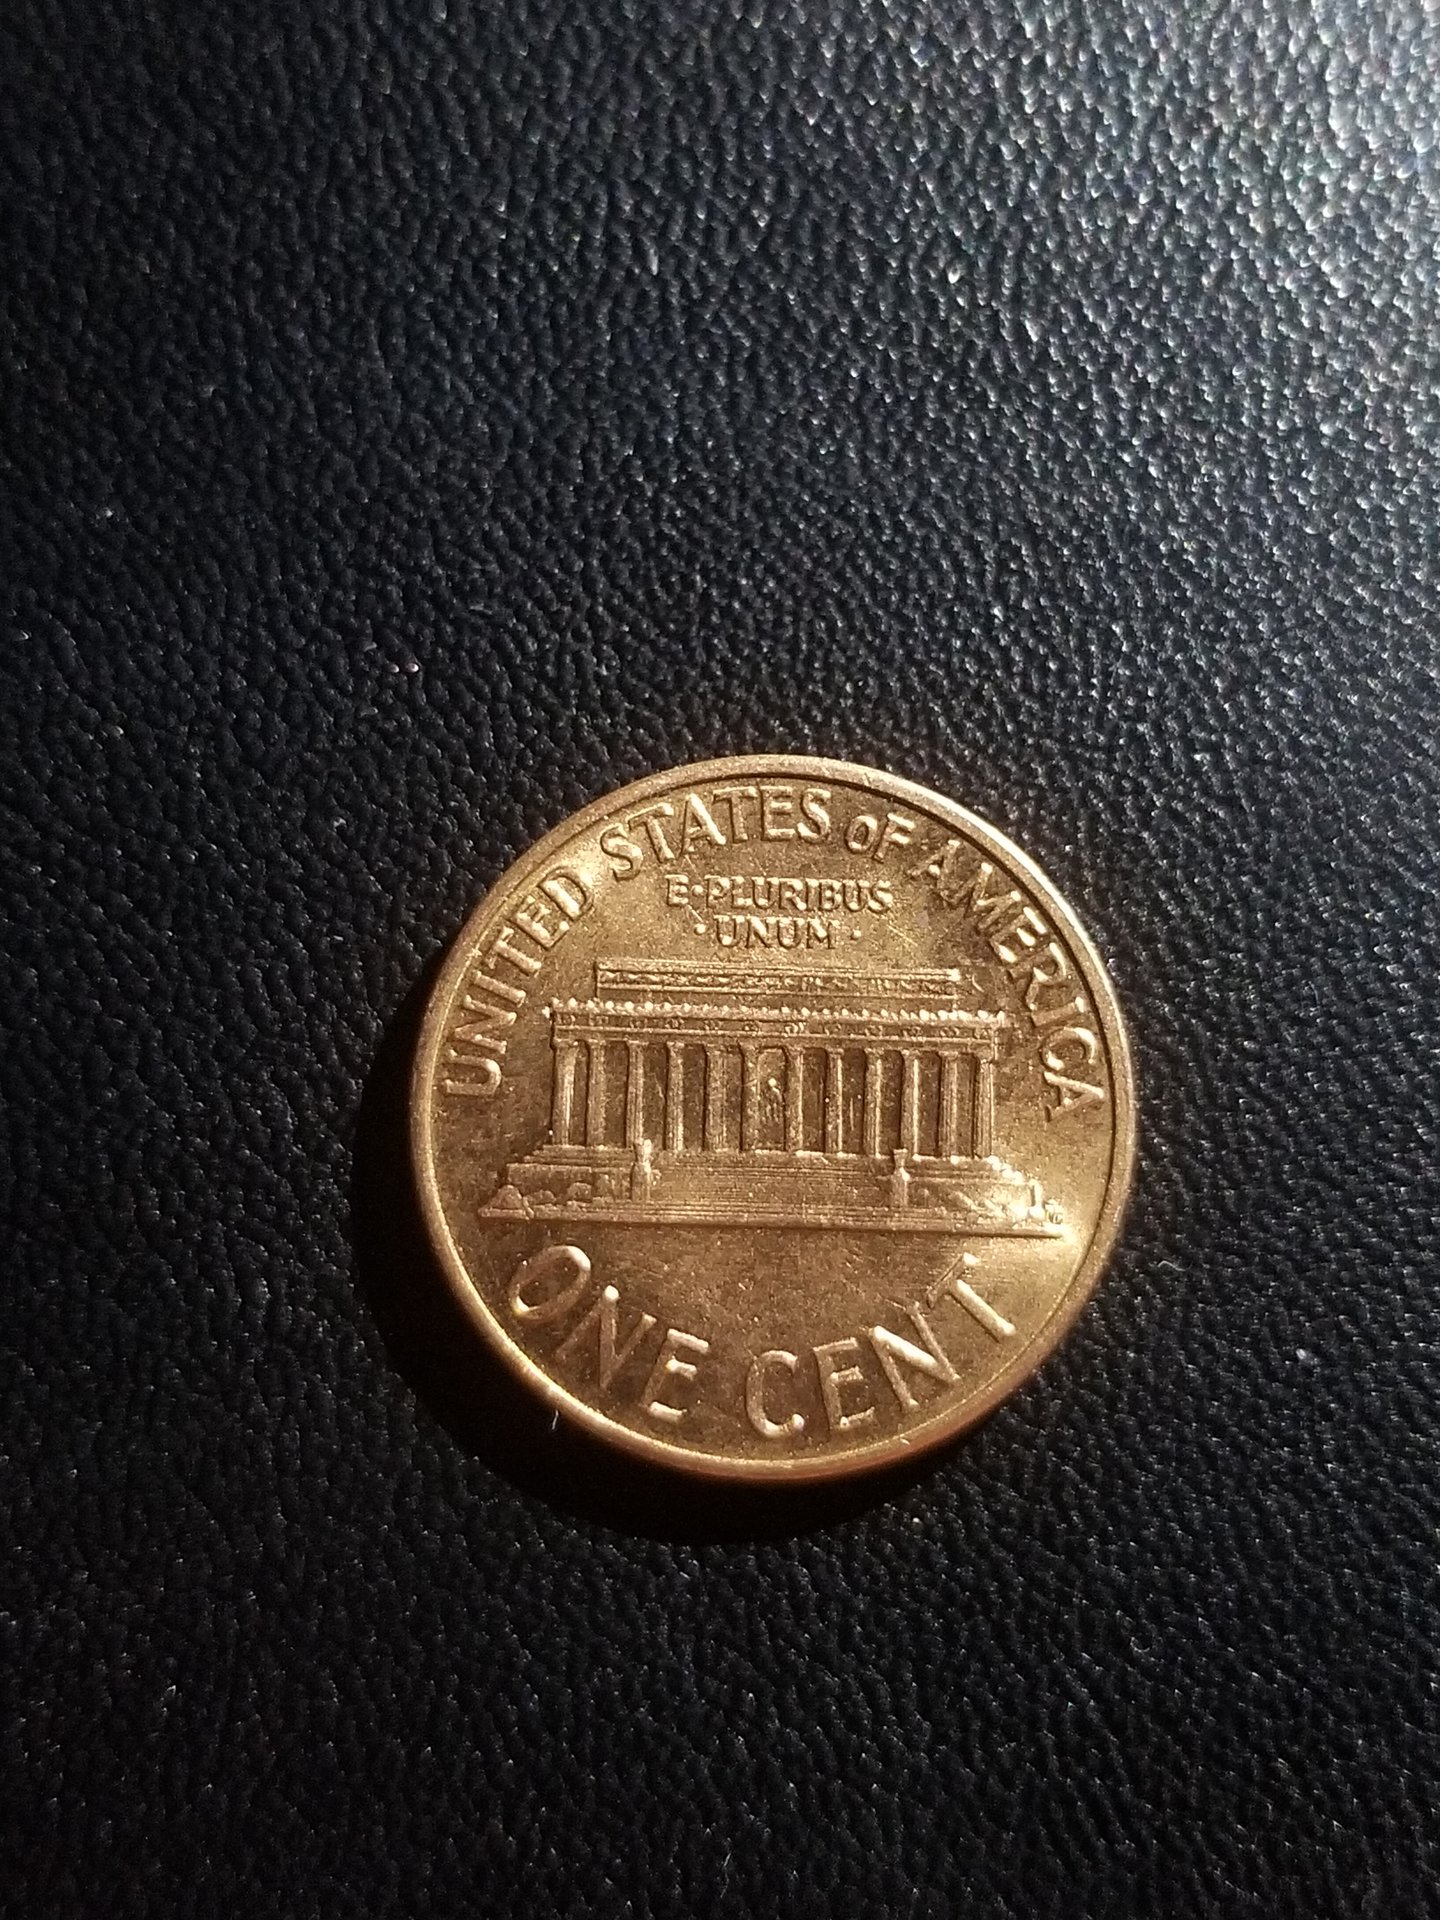 UNITED STATES OF AMERICA
E·PLURIBUS
·UNUM·
ONE CENT